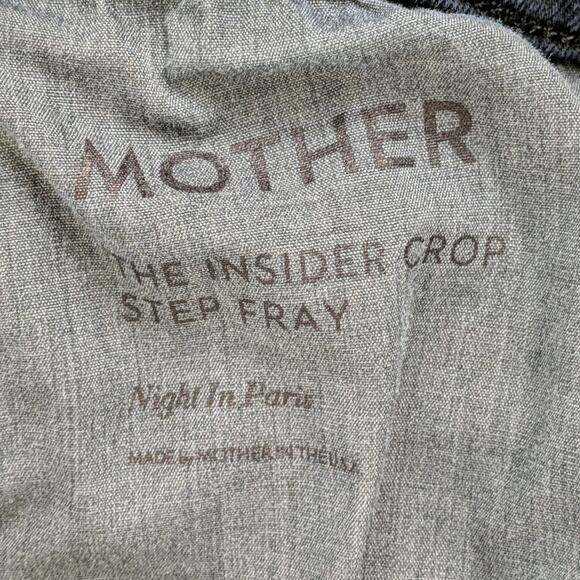 MOTHER
THE INSIDER CROP
STEP FRAY
Night In Paris
MADE by MOTHER IN THE U.S.A.